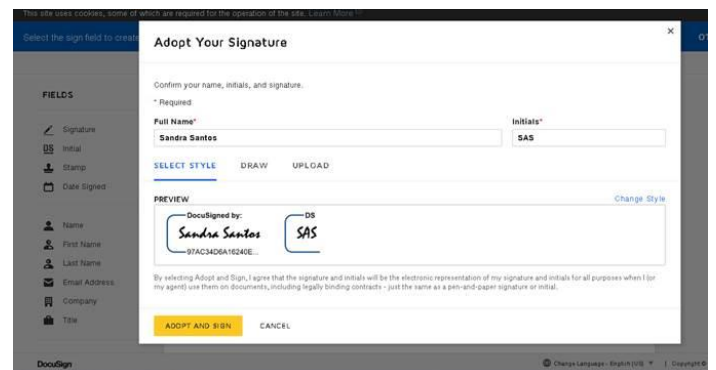 This site uses cookies, some of which are required for the operation of the site. Learn More
Select the sign field to create
Adopt Your Signature
×
Confirm your name, initials, and signature.
* Required
Full Name*
Initials*
Sandra Santos
SAS
SELECT STYLE DRAW UPLOAD
PREVIEW
Change Style
DocuSigned by:
Sandra Santos
97AC34D6A16240E...
DS
SAS
By selecting Adopt and Sign, I agree that the signature and initials will be the electronic representation of my signature and initials for all purposes when I (or
my agent) use them on documents, including legally binding contracts - just the same as a pen-and-paper signature or initial.
ADOPT AND SIGN CANCEL
FIELDS
Signature
DS Initial
Stamp
Date Signed
Name
First Name
Last Name
Email Address
Company
Title
DocuSign
Change Language - English (US) | Copyright ©